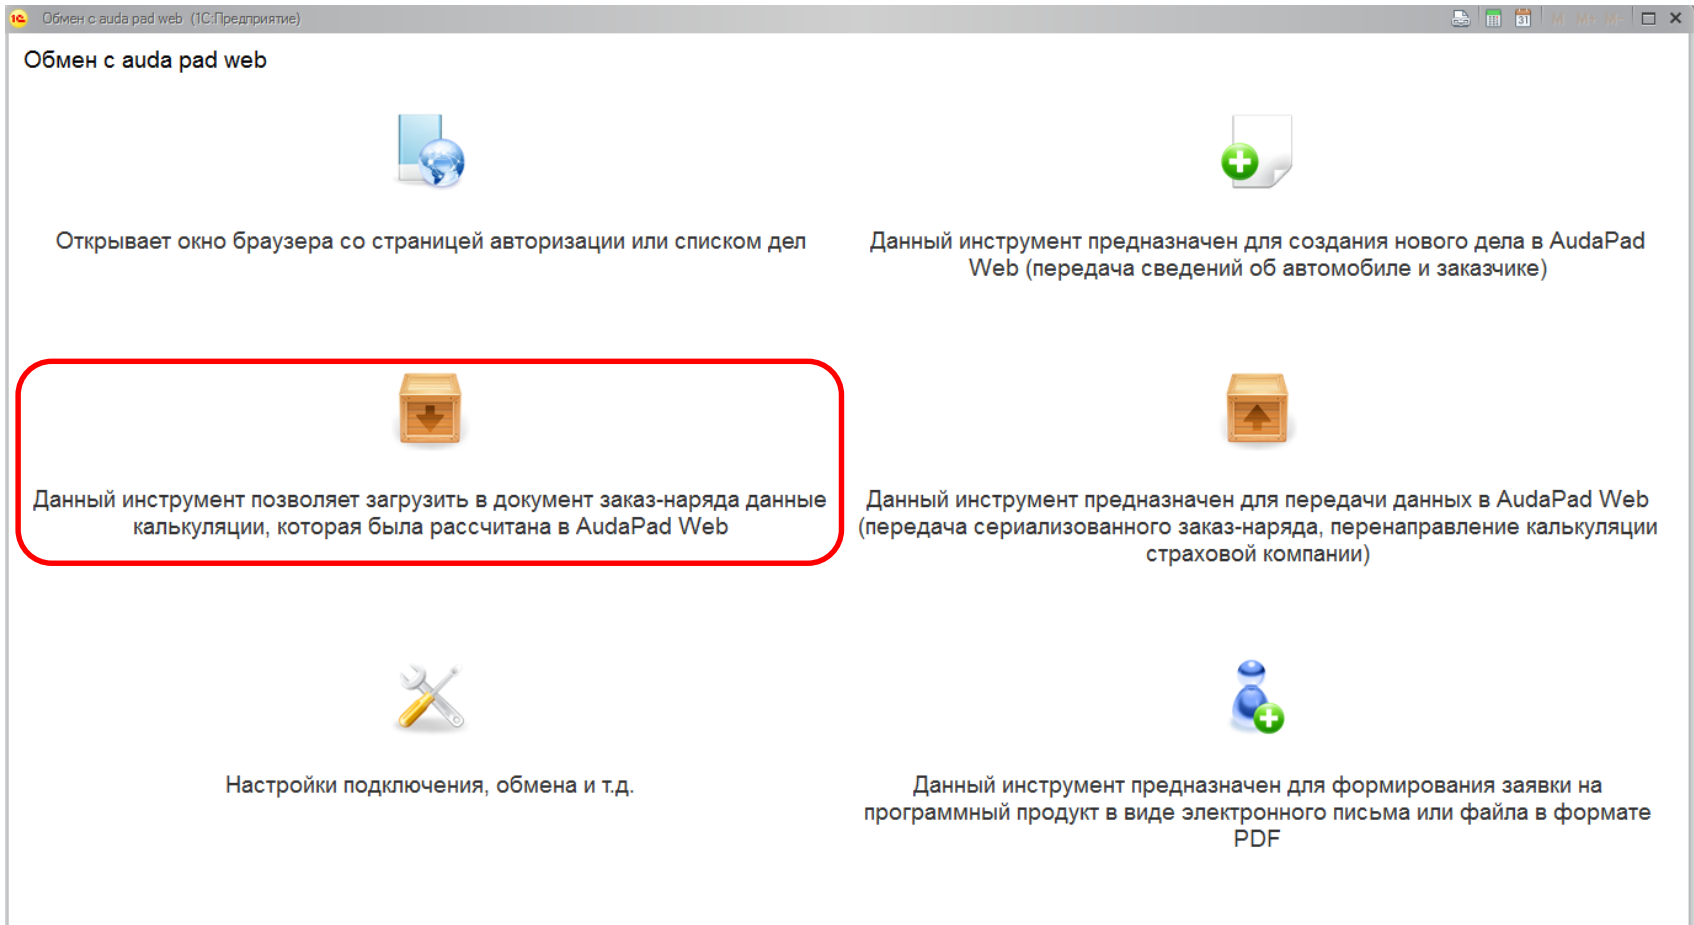 Обмен с auda pad web (1С:Предприятие)
31
M M+ M-
Обмен с auda pad web
Открывает окно браузера со страницей авторизации или списком дел
Данный инструмент предназначен для создания нового дела в AudaPad
Web (передача сведений об автомобиле и заказчике)
Данный инструмент позволяет загрузить в документ заказ-наряда данные
калькуляции, которая была рассчитана в AudaPad Web
Данный инструмент предназначен для передачи данных в AudaPad Web
(передача сериализованного заказ-наряда, перенаправление калькуляции
страховой компании)
Настройки подключения, обмена и т.д.
Данный инструмент предназначен для формирования заявки на
программный продукт в виде электронного письма или файла в формате
PDF